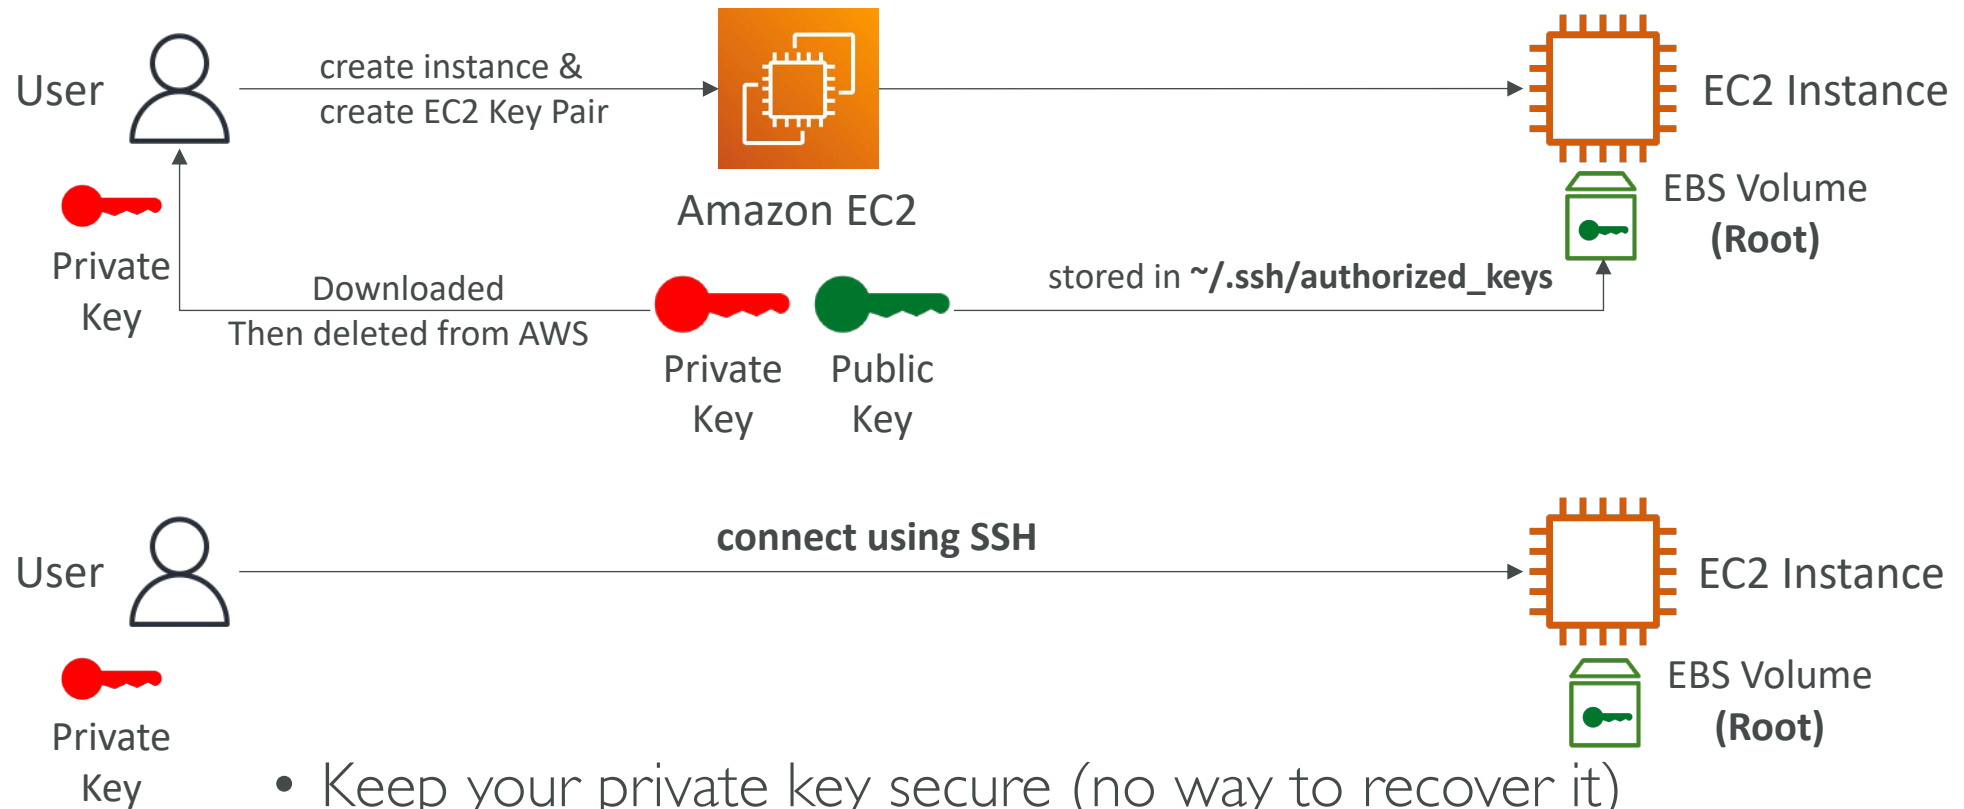 User
create instance &
create EC2 Key Pair
EC2 Instance
Amazon EC2
EBS Volume
(Root)
Private
Key
Downloaded
Then deleted from AWS
stored in ~/.ssh/authorized_keys
Private
Key
Public
Key
User
connect using SSH
EC2 Instance
EBS Volume
(Root)
Private
Key
• Keep your private key secure (no way to recover it)